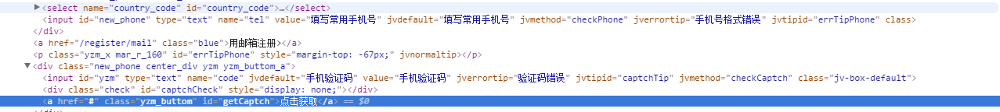 ▶<select name="country_code" id="country_code">…</select>
<input id="new_phone" type="text" name="tel" value="填写常用手机号" jvdefault="填写常用手机号" jvmethod="checkPhone" jverrortip="手机号格式错误" jvtipid="errTipPhone" class>
</div>
<a href="/register/mail" class="blue">用邮箱注册></a>
<p class="yzm_x mar_r_160" id="errTipPhone" style="margin-top: -67px;" jvnormaltip></p>
▼<div class="new_phone center_div yzm yzm_buttom_a">
<input id="yzm" type="text" name="code" jvdefault="手机验证码" value="手机验证码" jverrortip="验证码错误" jvtipid="captchTip" jvmethod="checkCaptch" class="jv-box-default">
<div class="check" id="captchCheck" style="display: none;"></div>
<a href="#" class="yzm_buttom" id="getCaptch">点击获取</a> == $0
</div>